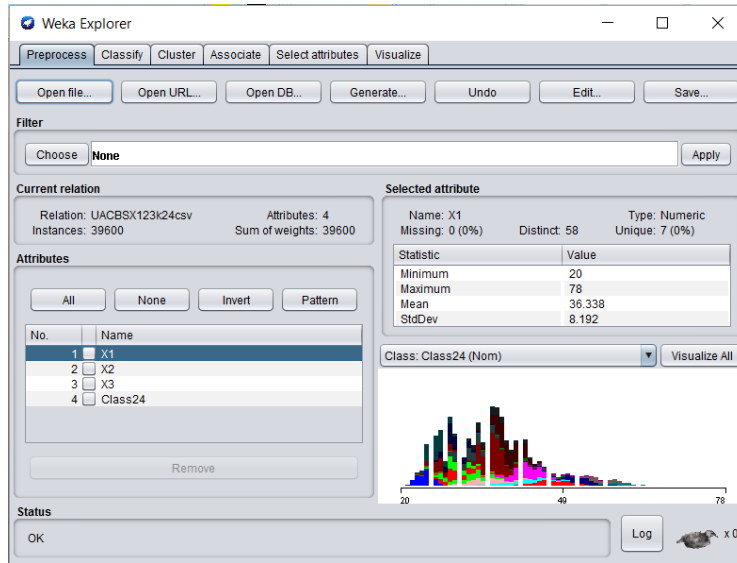 Weka Explorer
Preprocess Classify Cluster Associate Select attributes Visualize
Open file... Open URL... Open DB... Generate... Undo Edit... Save...
Filter
Choose None Apply
Current relation
Relation: UACBSX123k24csv Attributes: 4
Instances: 39600 Sum of weights: 39600
Selected attribute
Name: X1 Type: Numeric
Missing: 0 (0%) Distinct: 58 Unique: 7 (0%)
Statistic Value
Minimum 20
Maximum 78
Mean 36.338
StdDev 8.192
Attributes
All None Invert Pattern
No. Name
1 X1
2 X2
3 X3
4 Class24
Remove
Class: Class24 (Nom) Visualize All
20 49 78
Status
OK
Log x 0